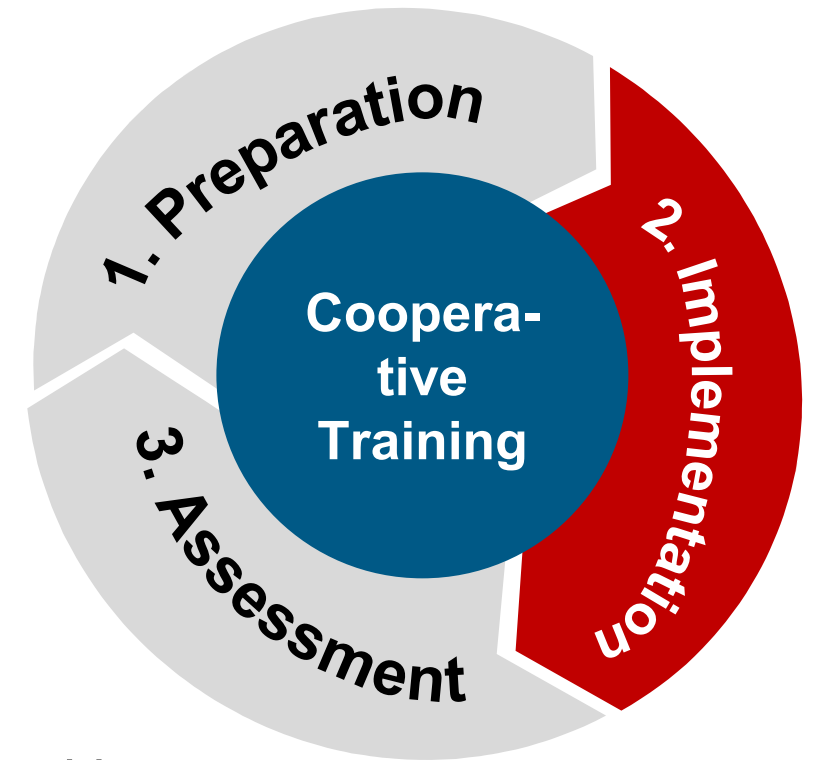 1. Preparation
2. Implementation
3. Assessment
Coopera-
tive
Training